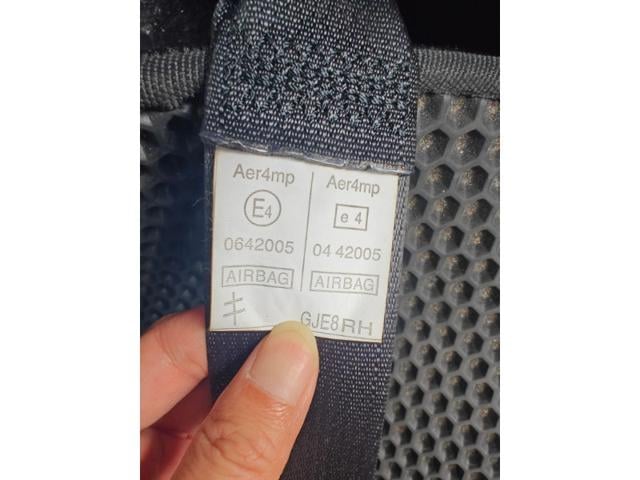 Aer4mp
E4
0642005
AIRBAG
Aer4mp
e 4
04 42005
AIRBAG
GJE8RH